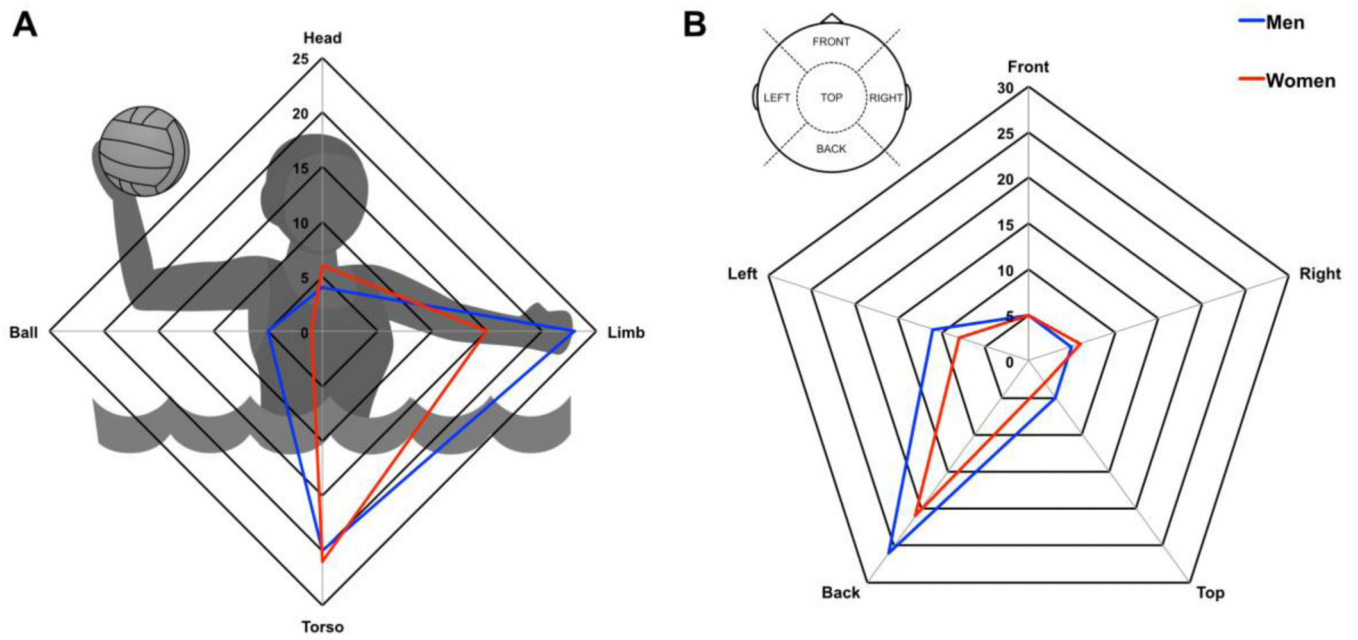 A
Head
25
20
15
10
5
0
Ball
Limb
Torso
B
FRONT
LEFT
TOP
RIGHT
BACK
Men
Women
Front
30
25
20
15
10
5
0
Left
Right
Back
Top